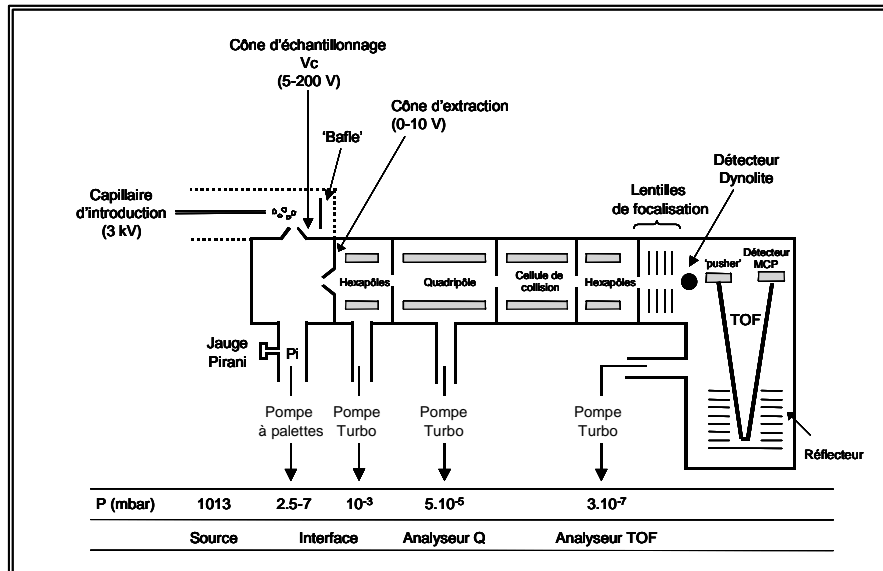 Cône d'échantillonnage
Vc
(5-200 V)
Cône d'extraction
(0-10 V)
'Bafle'
Capillaire
d'introduction
(3 kV)
Détecteur
Dynolite
Lentilles
de focalisation
Hexapôles
Quadripôle
Cellule de
collision
Hexapôles
'pusher'
Détecteur
MCP
TOF
Jauge
Pirani
Pi
Pompe
à palettes
Pompe
Turbo
Pompe
Turbo
Pompe
Turbo
Réflecteur
P (mbar) 1013 2.5-7 10-3 5.10-5 3.10-7
Source Interface Analyseur Q Analyseur TOF